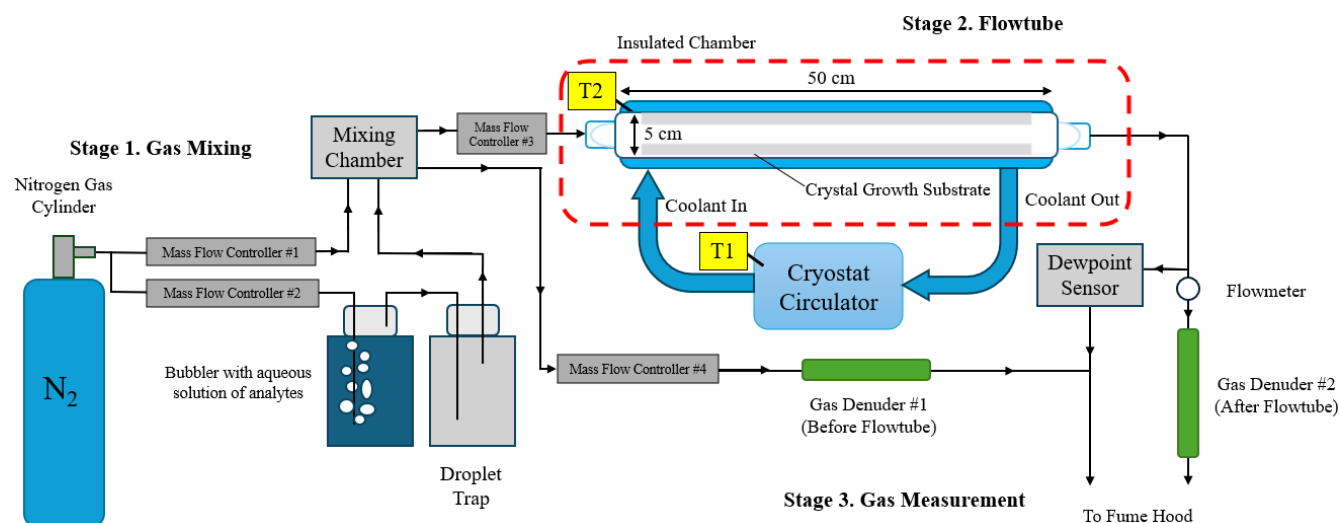 Stage 2. Flowtube
Insulated Chamber
50 cm
T2
Mass Flow
Controller #3
5 cm
Mixing
Chamber
Stage 1. Gas Mixing
Nitrogen Gas
Cylinder
Crystal Growth Substrate
Coolant In
Coolant Out
Mass Flow Controller #1
Mass Flow Controller #2
T1
Cryostat
Circulator
Dewpoint
Sensor
Flowmeter
N2
Bubbler with aqueous
solution of analytes
Mass Flow Controller #4
Gas Denuder #1
(Before Flowtube)
Gas Denuder #2
(After Flowtube)
Droplet
Trap
Stage 3. Gas Measurement
To Fume Hood